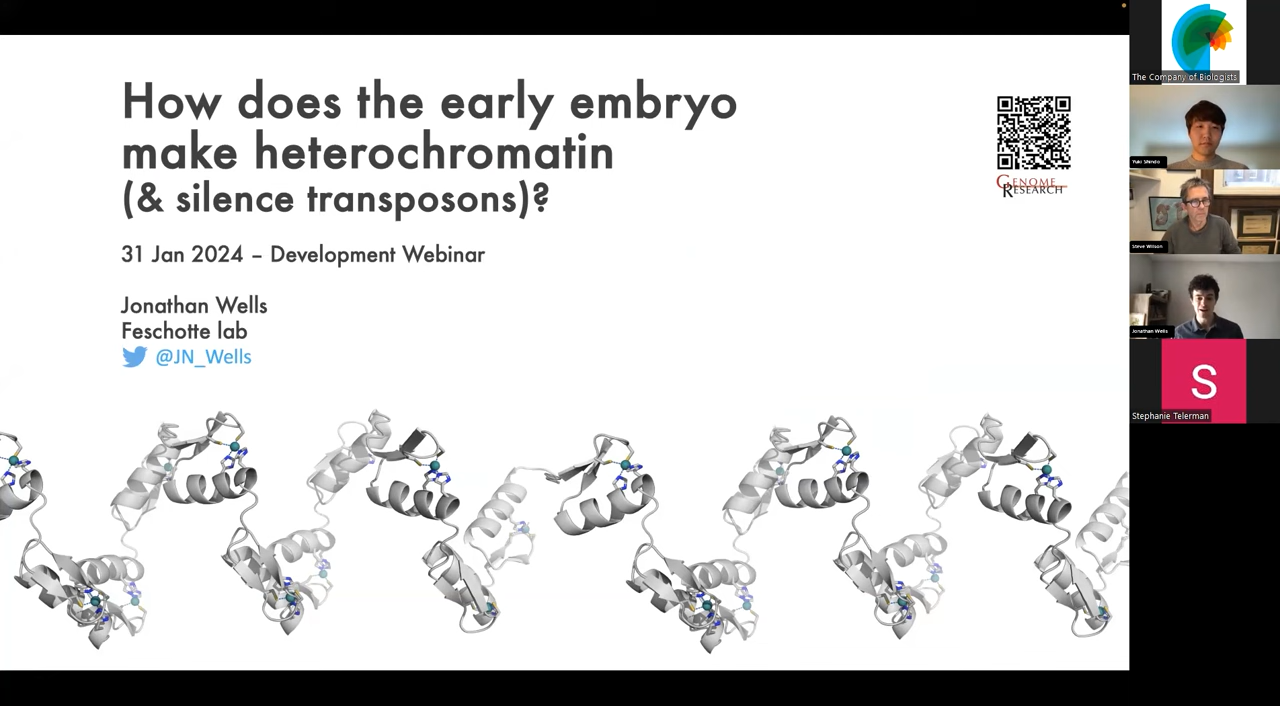 How does the early embryo
make heterochromatin
(& silence transposons)?
31 Jan 2024 – Development Webinar
Jonathan Wells
Feschotte lab
@JN_Wells
GENOME
RESEARCH
The Company of Biologists
Yuki Shindo
Steve Wilson
Jonathan Wells
S
Stephanie Telerman